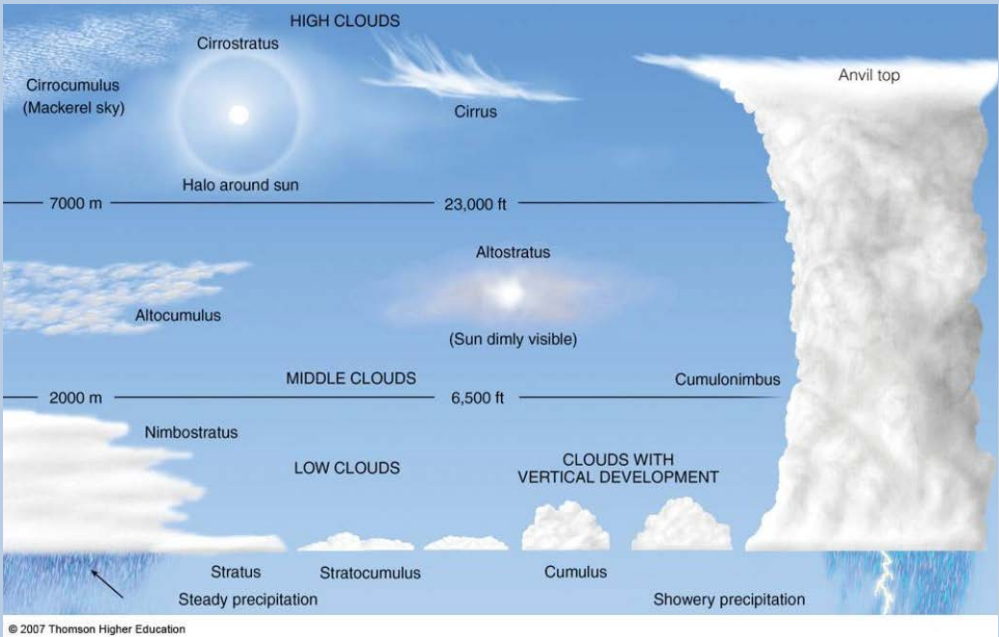 HIGH CLOUDS
Cirrostratus
Cirrocumulus
(Mackerel sky)
Cirrus
Anvil top
Halo around sun
7000 m
23,000 ft
Altostratus
Altocumulus
(Sun dimly visible)
MIDDLE CLOUDS
Cumulonimbus
2000 m
6,500 ft
Nimbostratus
LOW CLOUDS
CLOUDS WITH
VERTICAL DEVELOPMENT
Stratus
Stratocumulus
Cumulus
Steady precipitation
Showery precipitation
© 2007 Thomson Higher Education